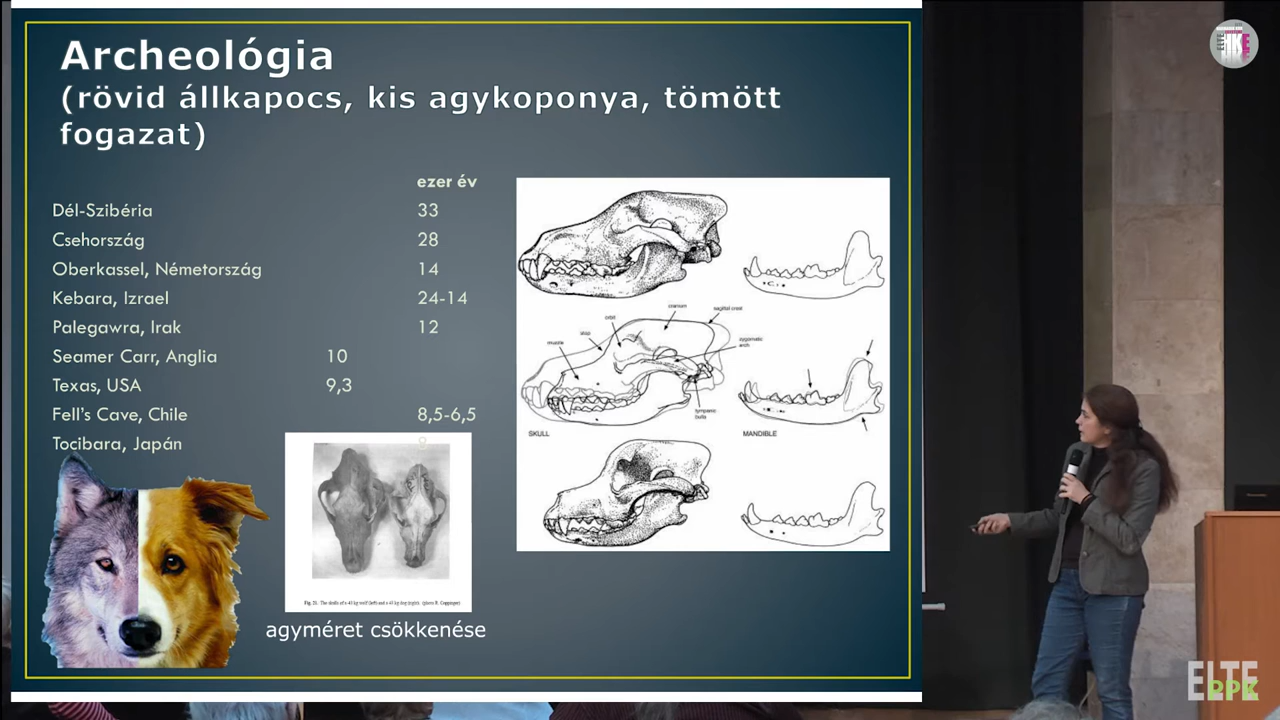 Archeológia
(rövid állkapocs, kis agykoponya, tömött
fogazat)
ezer év
Dél-Szibéria 33
Csehország 28
Oberkassel, Németország 14
Kebara, Izrael 24-14
Palegawra, Irak 12
Seamer Carr, Anglia 10
Texas, USA 9,3
Fell's Cave, Chile 8,5-6,5
Tocibara, Japán 8
cranium
sagittal crest
orbit
stop
muzzle
zygomatic
arch
tympanic
bulla
SKULL
MANDIBLE
agyméret csökkenése
ELTE
PPK